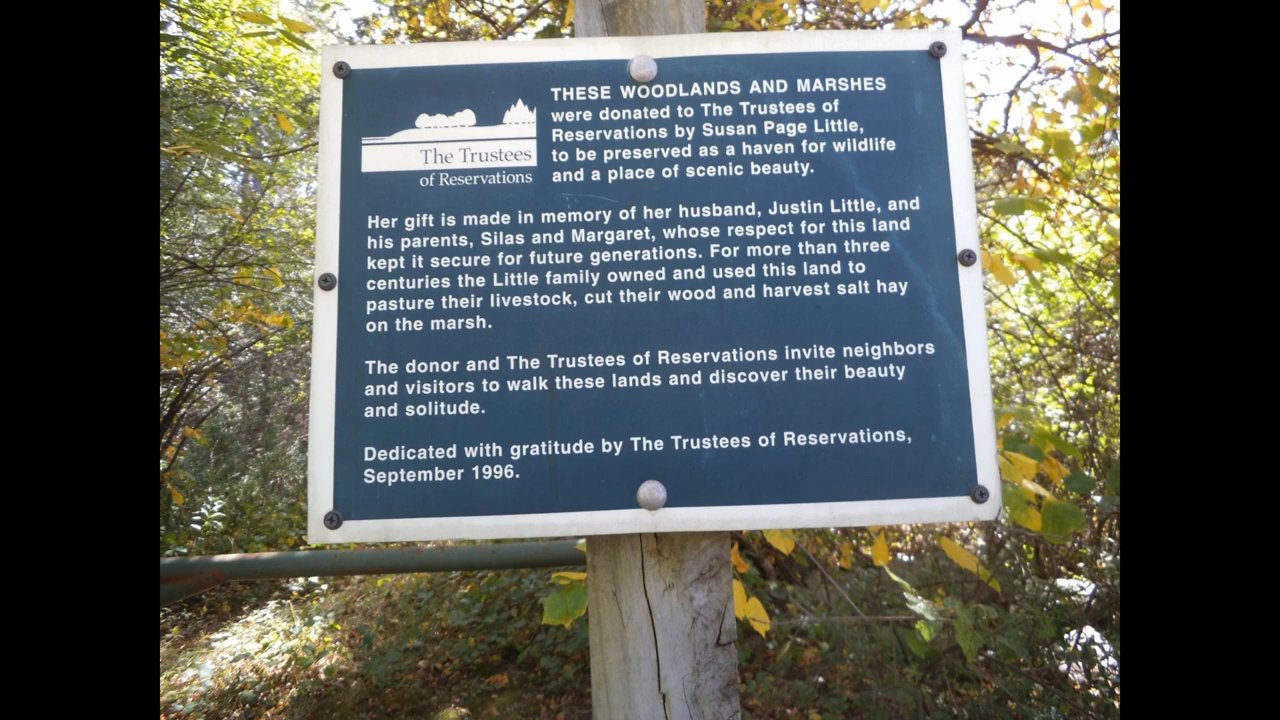 The Trustees
of Reservations
THESE WOODLANDS AND MARSHES
were donated to The Trustees of
Reservations by Susan Page Little,
to be preserved as a haven for wildlife
and a place of scenic beauty.
Her gift is made in memory of her husband, Justin Little, and
his parents, Silas and Margaret, whose respect for this land
kept it secure for future generations. For more than three
centuries the Little family owned and used this land to
pasture their livestock, cut their wood and harvest salt hay
on the marsh.
The donor and The Trustees of Reservations invite neighbors
and visitors to walk these lands and discover their beauty
and solitude.
Dedicated with gratitude by The Trustees of Reservations,
September 1996.